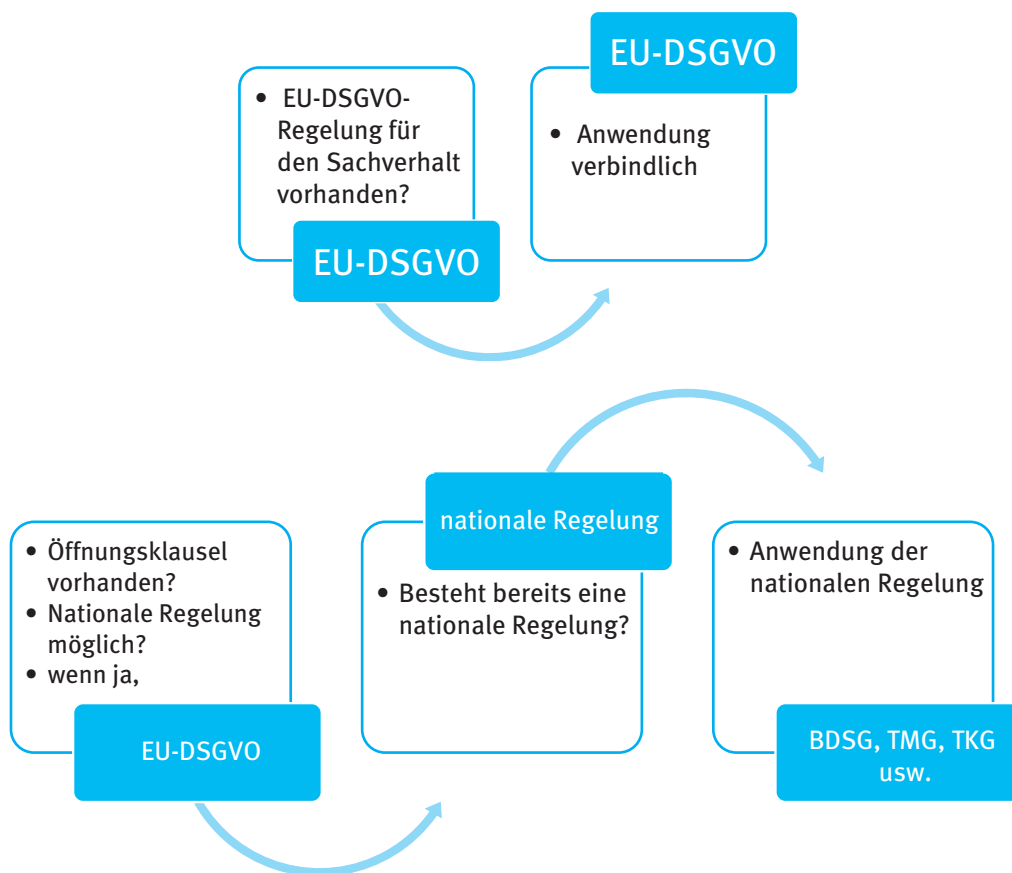 • EU-DSGVO-
Regelung für
den Sachverhalt
vorhanden?
EU-DSGVO
EU-DSGVO
• Anwendung
verbindlich
• Öffnungsklausel
vorhanden?
• Nationale Regelung
möglich?
• wenn ja,
EU-DSGVO
nationale Regelung
• Besteht bereits eine
nationale Regelung?
• Anwendung der
nationalen Regelung
BDSG, TMG, TKG
usw.